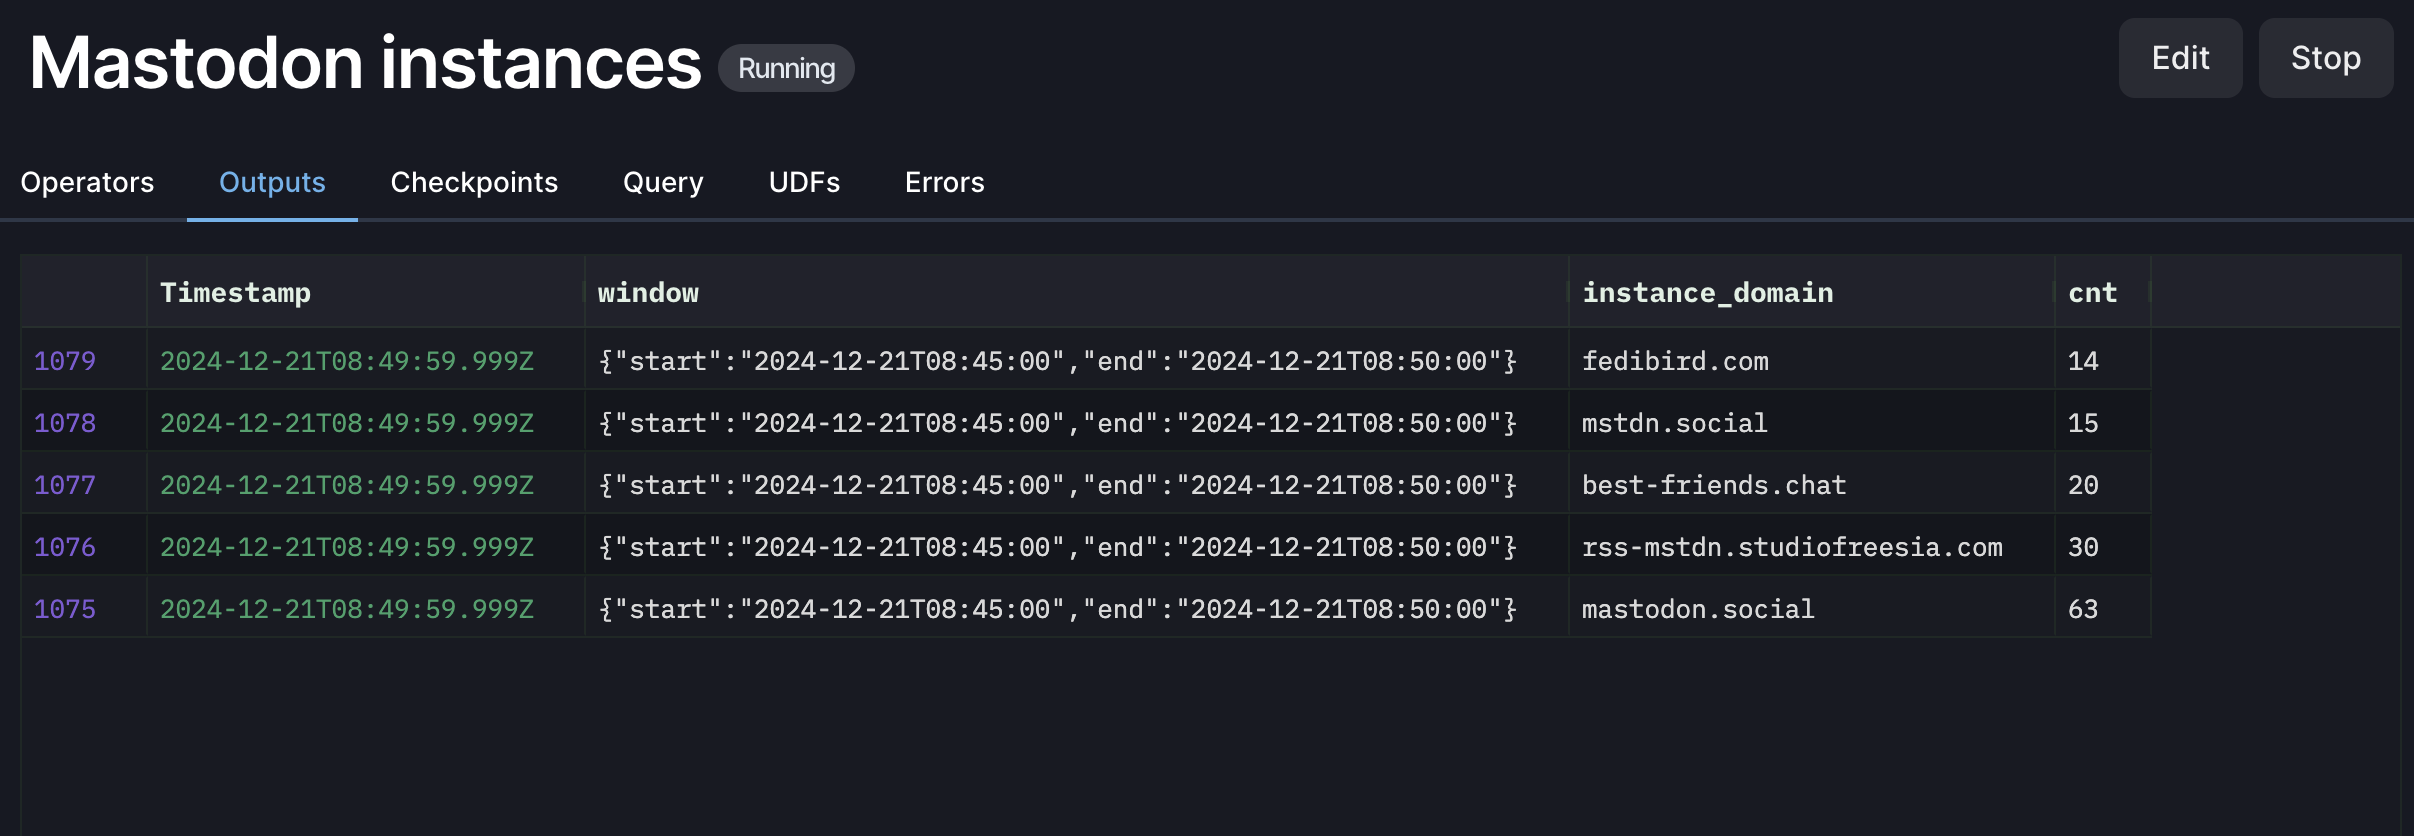 Mastodon instances Running Edit Stop
Operators Outputs Checkpoints Query UDFs Errors
Timestamp window instance_domain cnt
1079 2024-12-21T08:49:59.999Z {"start":"2024-12-21T08:45:00","end":"2024-12-21T08:50:00"} fedibird.com 14
1078 2024-12-21T08:49:59.999Z {"start":"2024-12-21T08:45:00","end":"2024-12-21T08:50:00"} mstdn.social 15
1077 2024-12-21T08:49:59.999Z {"start":"2024-12-21T08:45:00","end":"2024-12-21T08:50:00"} best-friends.chat 20
1076 2024-12-21T08:49:59.999Z {"start":"2024-12-21T08:45:00","end":"2024-12-21T08:50:00"} rss-mstdn.studiofreesia.com 30
1075 2024-12-21T08:49:59.999Z {"start":"2024-12-21T08:45:00","end":"2024-12-21T08:50:00"} mastodon.social 63